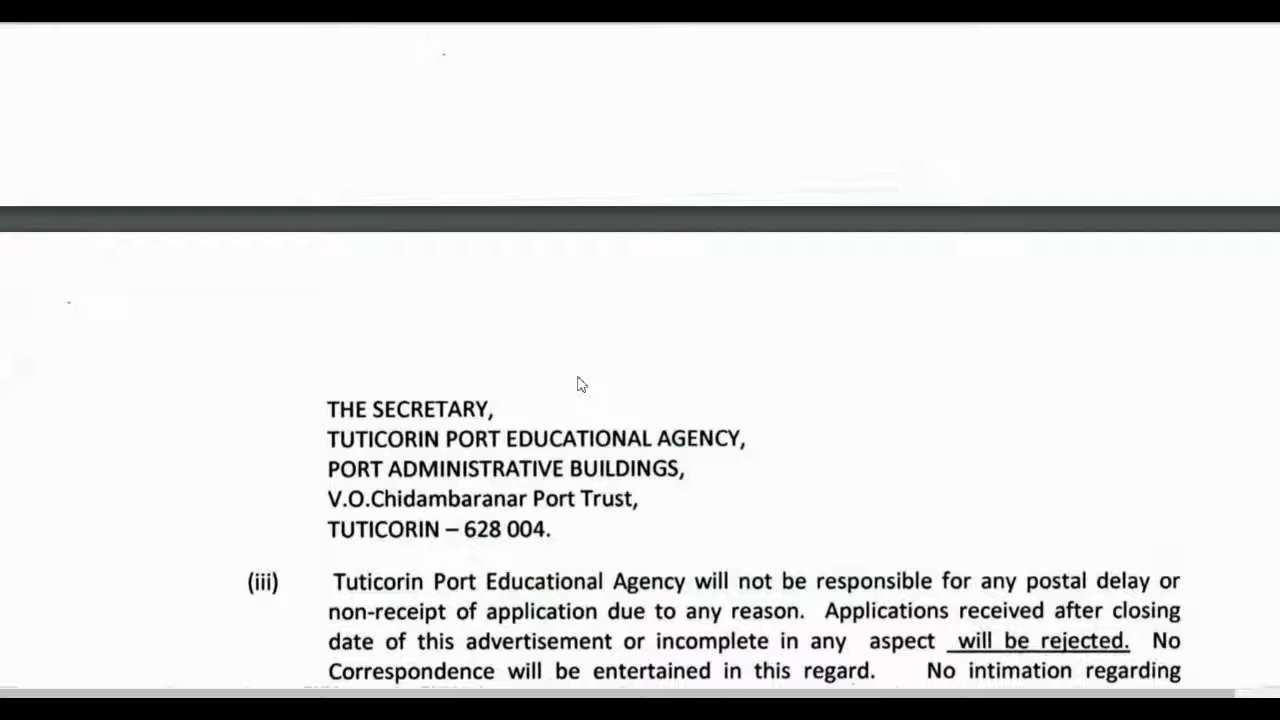 THE SECRETARY,
TUTICORIN PORT EDUCATIONAL AGENCY,
PORT ADMINISTRATIVE BUILDINGS,
V.O.Chidambaranar Port Trust,
TUTICORIN – 628 004.
(iii) Tuticorin Port Educational Agency will not be responsible for any postal delay or
non-receipt of application due to any reason. Applications received after closing
date of this advertisement or incomplete in any aspect will be rejected. No
Correspondence will be entertained in this regard. No intimation regarding